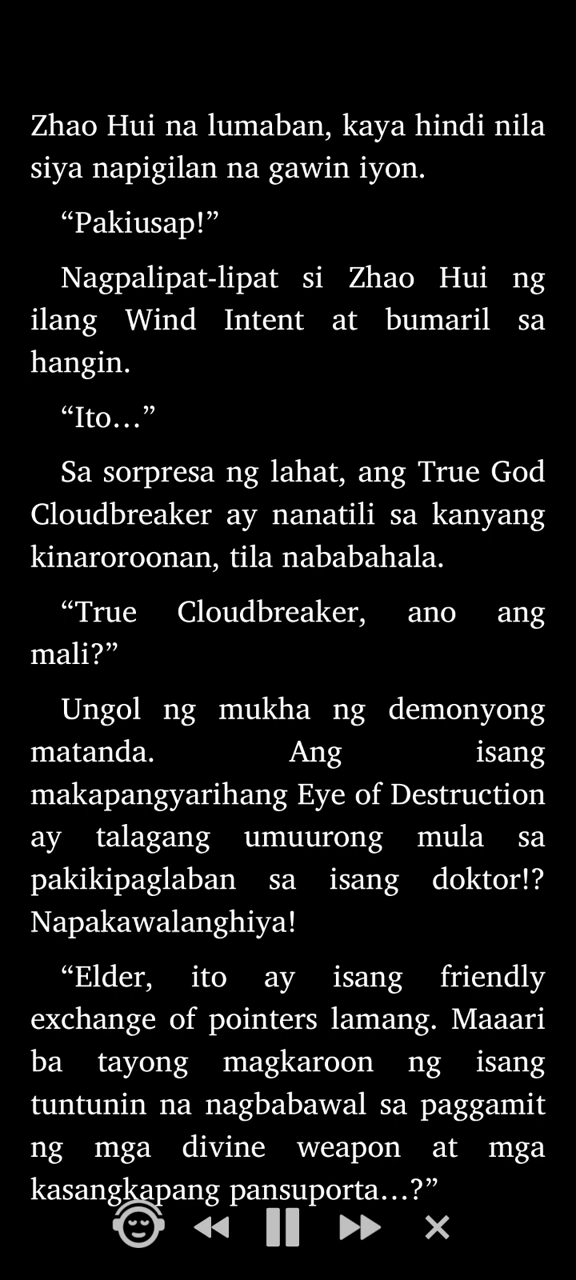 Zhao Hui na lumaban, kaya hindi nila
siya napigilan na gawin iyon.
“Pakiusap!”
Nagpalipat-lipat si Zhao Hui ng
ilang Wind Intent at bumaril sa
hangin.
“Ito…”
Sa sorpresa ng lahat, ang True God
Cloudbreaker ay nanatili sa kanyang
kinaroroonan, tila nababahala.
“True Cloudbreaker, ano ang
mali?”
Ungol ng mukha ng demonyong
matanda. Ang isang
makapangyarihang Eye of Destruction
ay talagang umuurong mula sa
pakikipaglaban sa isang doktor!?
Napakawalanghiya!
“Elder, ito ay isang friendly
exchange of pointers lamang. Maaari
ba tayong magkaroon ng isang
tuntunin na nagbabawal sa paggamit
ng mga divine weapon at mga
kasangkapang pansuporta…?”